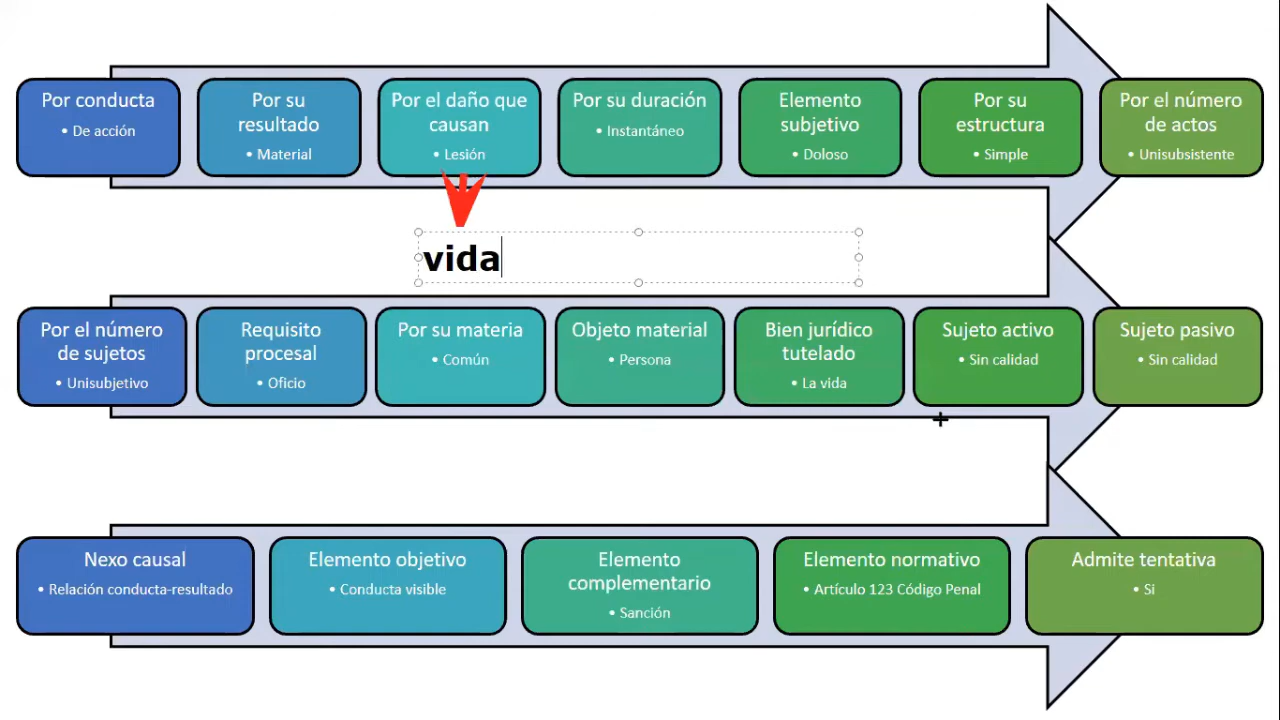 Por conducta
• De acción
Por su
resultado
• Material
Por el daño que
causan
• Lesión
Por su duración
• Instantáneo
Elemento
subjetivo
• Doloso
Por su
estructura
• Simple
Por el número
de actos
• Unisubsistente
vida
Por el número
de sujetos
• Unisubjetivo
Requisito
procesal
• Oficio
Por su materia
• Común
Objeto material
• Persona
Bien jurídico
tutelado
• La vida
Sujeto activo
• Sin calidad
Sujeto pasivo
• Sin calidad
Nexo causal
• Relación conducta-resultado
Elemento objetivo
• Conducta visible
Elemento
complementario
• Sanción
Elemento normativo
• Artículo 123 Código Penal
Admite tentativa
• Si